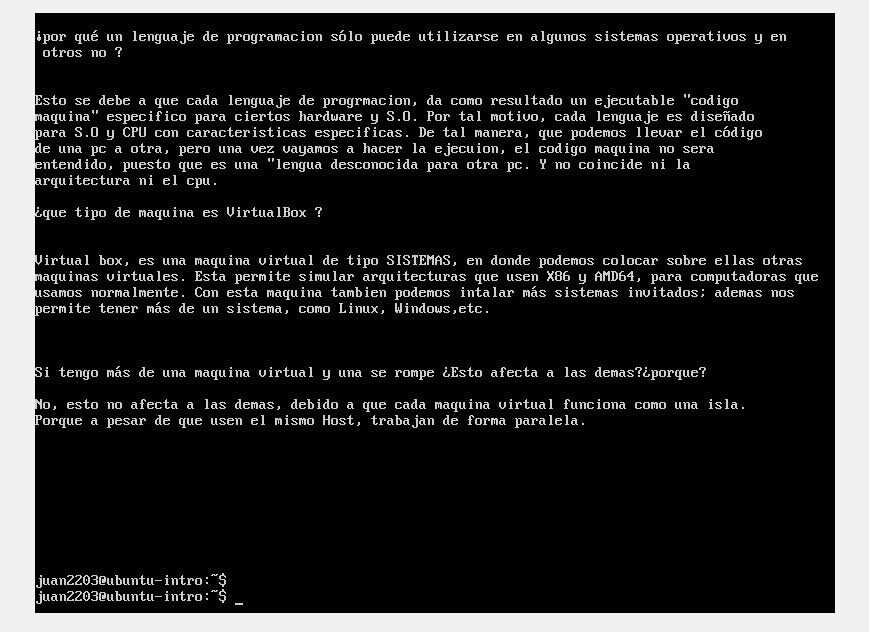 ¡por qué un lenguaje de programacion sólo puede utilizarse en algunos sistemas operativos y en
otros no ?
Esto se debe a que cada lenguaje de progrmacion, da como resultado un ejecutable "codigo
maquina" especifico para ciertos hardware y S.O. Por tal motivo, cada lenguaje es diseñado
para S.O y CPU con caracteristicas especificas. De tal manera, que podemos llevar el código
de una pc a otra, pero una vez vayamos a hacer la ejecuion, el codigo maquina no sera
entendido, puesto que es una "lengua desconocida para otra pc. Y no coincide ni la
arquitectura ni el cpu.
¿que tipo de maquina es VirtualBox ?
Virtual box, es una maquina virtual de tipo SISTEMAS, en donde podemos colocar sobre ellas otras
maquinas virtuales. Esta permite simular arquitecturas que usen X86 y AMD64, para computadoras que
usamos normalmente. Con esta maquina tambien podemos intalar más sistemas invitados; ademas nos
permite tener más de un sistema, como Linux, Windows,etc.
Si tengo más de una maquina virtual y una se rompe ¿Esto afecta a las demas?¿porque?
No, esto no afecta a las demas, debido a que cada maquina virtual funciona como una isla.
Porque a pesar de que usen el mismo Host, trabajan de forma paralela.
juan2203@ubuntu-intro:~$
juan2203@ubuntu-intro:~$ _